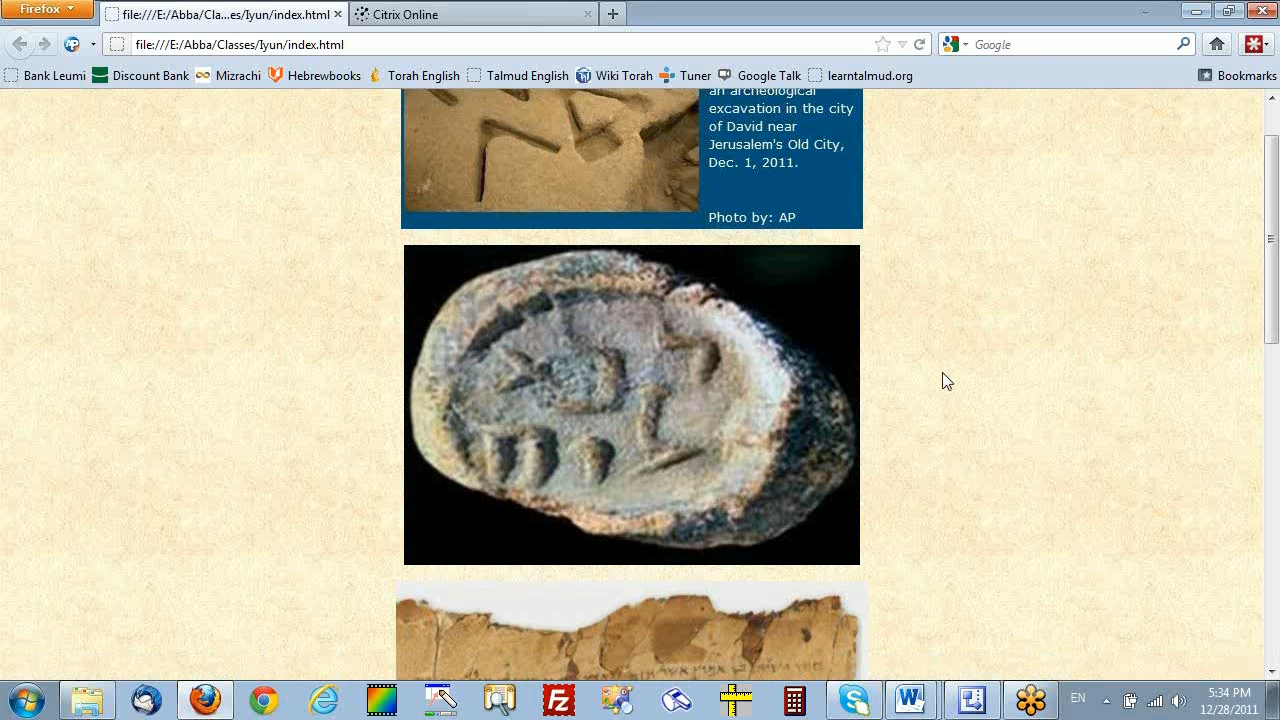 Firefox
file:///E:/Abba/Cla...es/Iyun/index.html
Citrix Online
file:///E:/Abba/Classes/Iyun/index.html
Google
Bank Leumi
Discount Bank
Mizrachi
Hebrewbooks
Torah English
Talmud English
Wiki Torah
Tuner
Google Talk
learntalmud.org
Bookmarks
an archeological
excavation in the city
of David near
Jerusalem's Old City,
Dec. 1, 2011.
Photo by: AP
EN
5:34 PM
12/28/2011